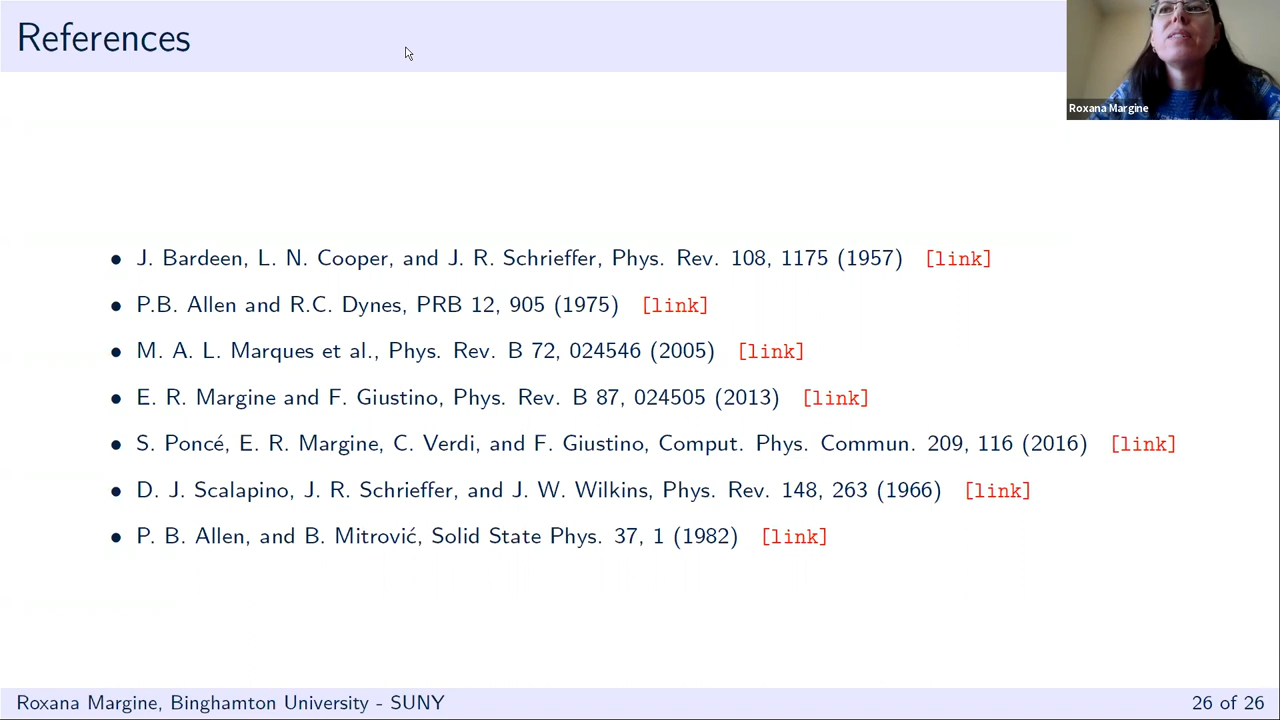 References
Roxana Margine
• J. Bardeen, L. N. Cooper, and J. R. Schrieffer, Phys. Rev. 108, 1175 (1957) [link]
• P.B. Allen and R.C. Dynes, PRB 12, 905 (1975) [link]
• M. A. L. Marques et al., Phys. Rev. B 72, 024546 (2005) [link]
• E. R. Margine and F. Giustino, Phys. Rev. B 87, 024505 (2013) [link]
• S. Poncé, E. R. Margine, C. Verdi, and F. Giustino, Comput. Phys. Commun. 209, 116 (2016) [link]
• D. J. Scalapino, J. R. Schrieffer, and J. W. Wilkins, Phys. Rev. 148, 263 (1966) [link]
• P. B. Allen, and B. Mitrović, Solid State Phys. 37, 1 (1982) [link]
Roxana Margine, Binghamton University - SUNY 26 of 26